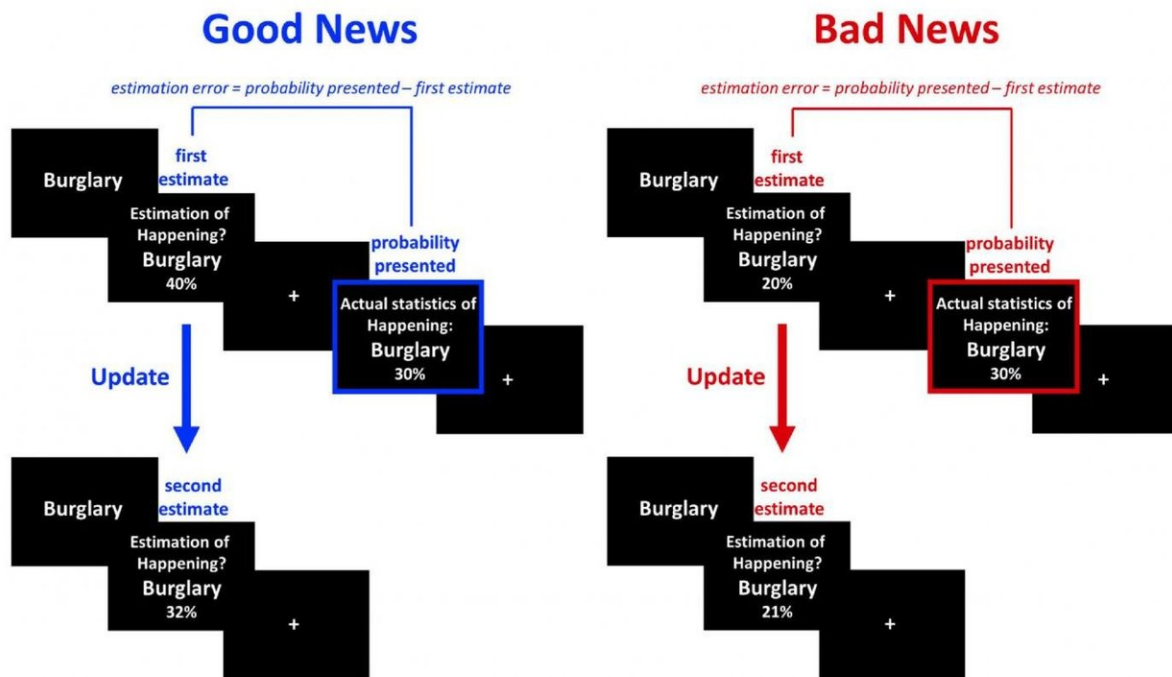 Good News
estimation error = probability presented – first estimate
Burglary
first
estimate
Estimation of
Happening?
Burglary
40%
+
probability
presented
Actual statistics of
Happening:
Burglary
30%
+
Update
Burglary
second
estimate
Estimation of
Happening?
Burglary
32%
+
Bad News
estimation error = probability presented – first estimate
Burglary
first
estimate
Estimation of
Happening?
Burglary
20%
+
probability
presented
Actual statistics of
Happening:
Burglary
30%
+
Update
Burglary
second
estimate
Estimation of
Happening?
Burglary
21%
+